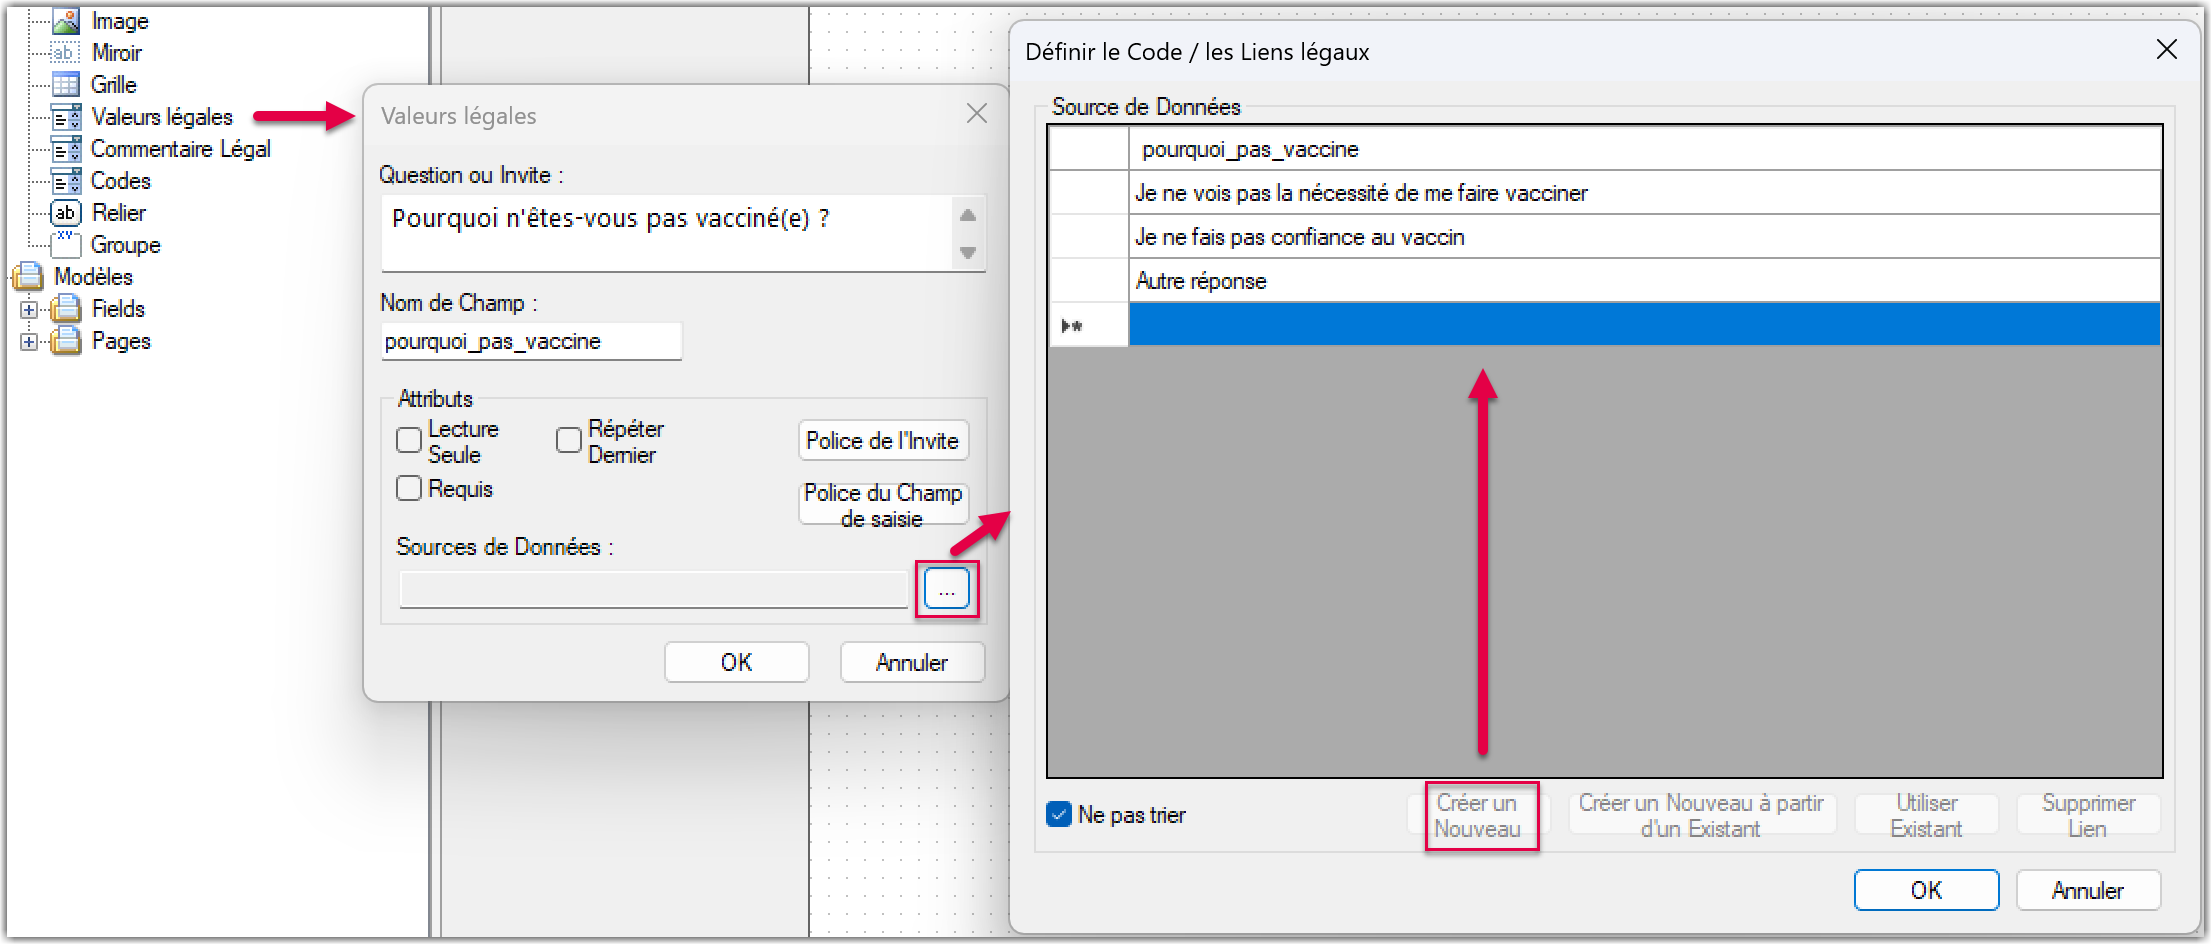 Image
Miroir
Grille
Valeurs légales
Commentaire Légal
Codes
ab Relier
Groupe
Modèles
Fields
Pages
Valeurs légales
Question ou Invite :
Pourquoi n'êtes-vous pas vacciné(e) ?
Nom de Champ :
pourquoi_pas_vaccine
Attributs
Lecture
Seule
Répéter
Dernier
Requis
Police de l'Invite
Police du Champ
de saisie
Sources de Données :
...
OK
Annuler
Définir le Code / les Liens légaux
Source de Données
pourquoi_pas_vaccine
Je ne vois pas la nécessité de me faire vacciner
Je ne fais pas confiance au vaccin
Autre réponse
Ne pas trier
Créer un
Nouveau
Créer un Nouveau à partir
d'un Existant
Utiliser
Existant
Supprimer
Lien
OK
Annuler